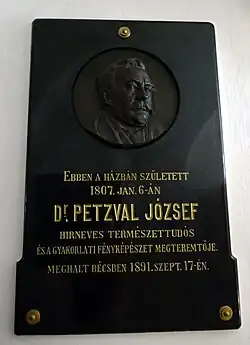 EBBEN A HÁZBAN SZÜLETETT
1807. JAN. 6-ÁN
Dr. PETZVAL JÓZSEF
HIRNEVES TERMÉSZETTUDÓS
ÉS A GYAKORLATI FÉNYKÉPÉSZET MEGTEREMTŐJE.
MEGHALT BÉCSBEN 1891. SZEPT. 17-ÉN.